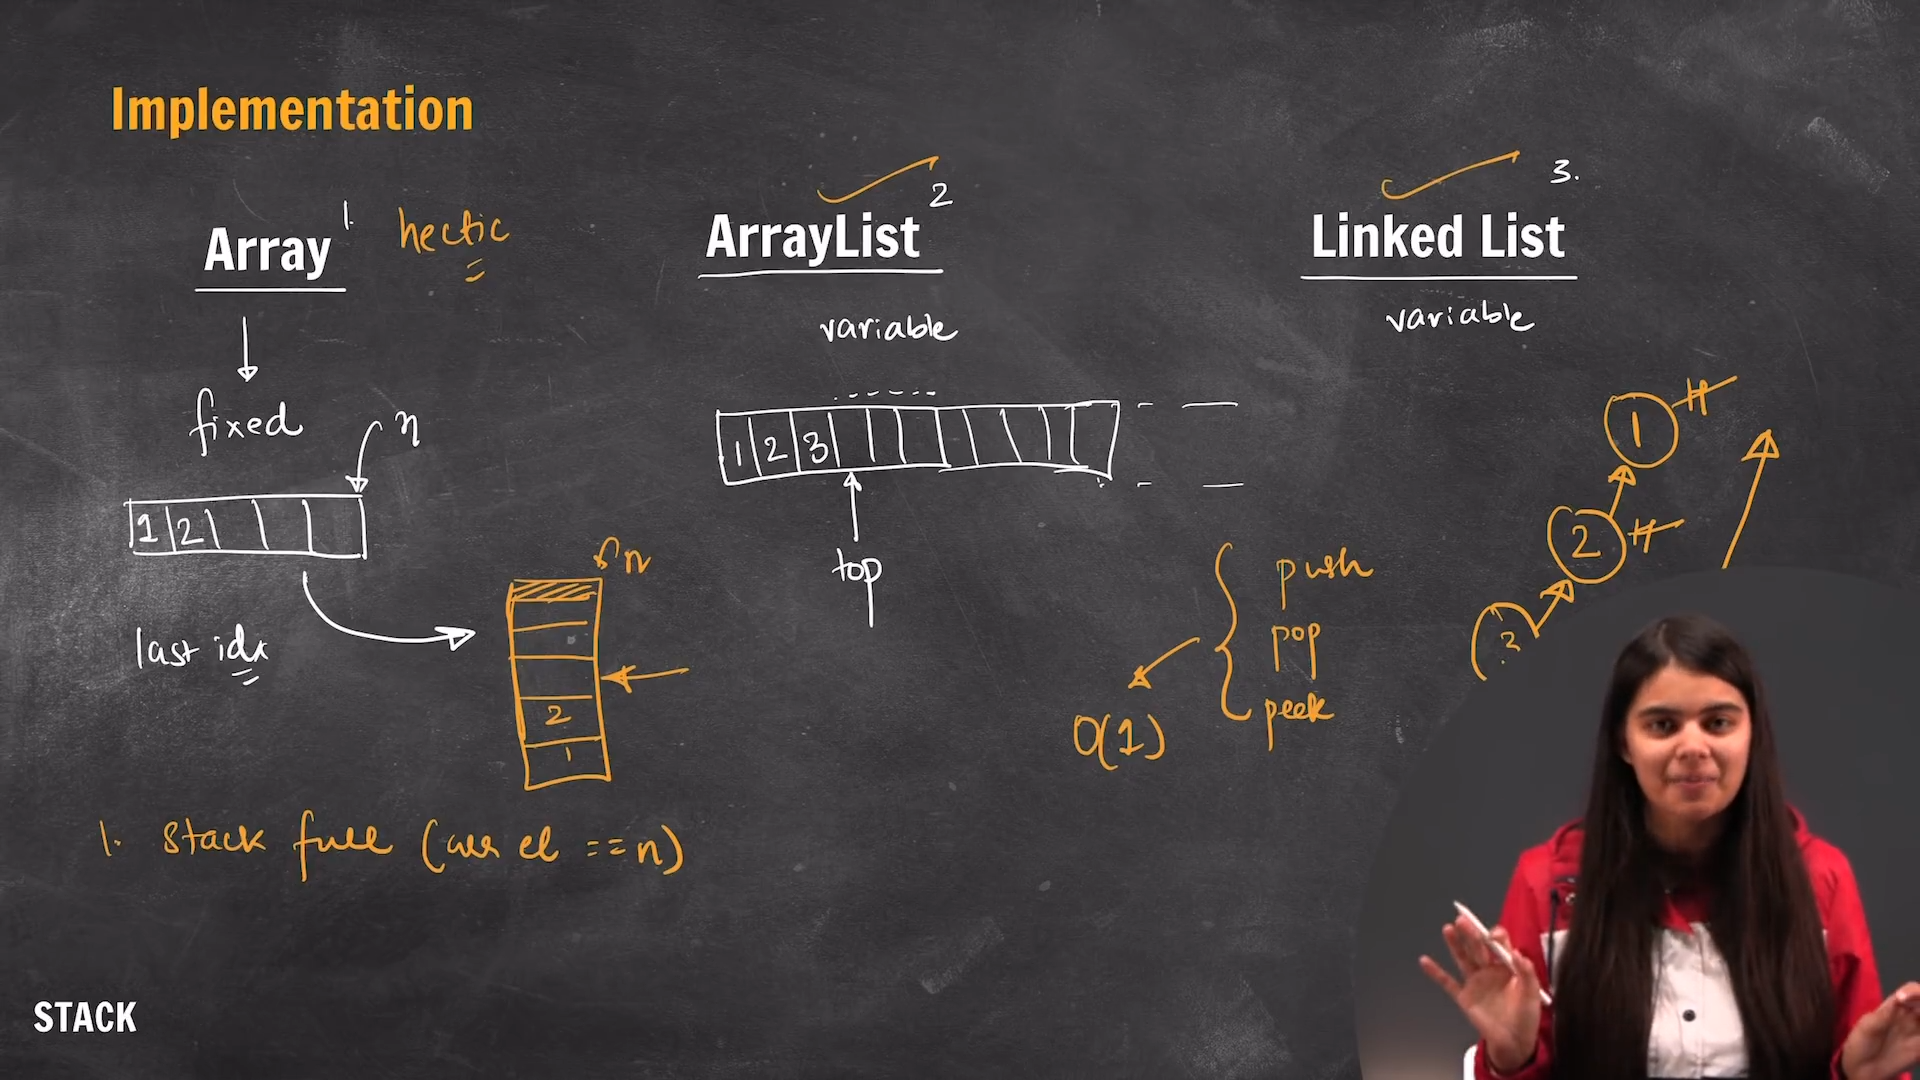 Implementation
Array 1.
hectic
fixed
n
1 2
last idx
n
2
1
1. Stack full (arr el == n)
ArrayList 2
variable
1 2 3
top
push
pop
peek
O(1)
Linked List 3.
variable
1
2
3
STACK